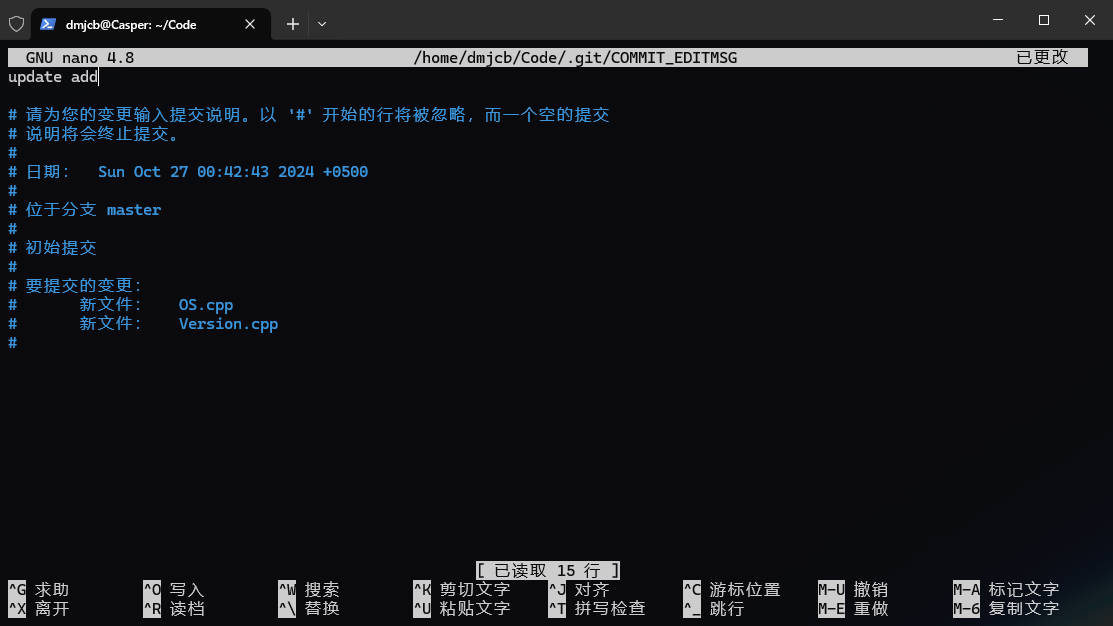 dmjcb@Casper: ~/Code
GNU nano 4.8 /home/dmjcb/Code/.git/COMMIT_EDITMSG 已更改
update add
# 请为您的变更输入提交说明。以 '#' 开始的行将被忽略，而一个空的提交
# 说明将会终止提交。
#
# 日期： Sun Oct 27 00:42:43 2024 +0500
#
# 位于分支 master
#
# 初始提交
#
# 要提交的变更：
# 新文件： OS.cpp
# 新文件： Version.cpp
#
[ 已读取 15 行 ]
^G 求助 ^O 写入 ^W 搜索 ^K 剪切文字 ^J 对齐 ^C 游标位置 M-U 撤销 M-A 标记文字
^X 离开 ^R 读档 ^\ 替换 ^U 粘贴文字 ^T 拼写检查 ^_ 跳行 M-E 重做 M-6 复制文字